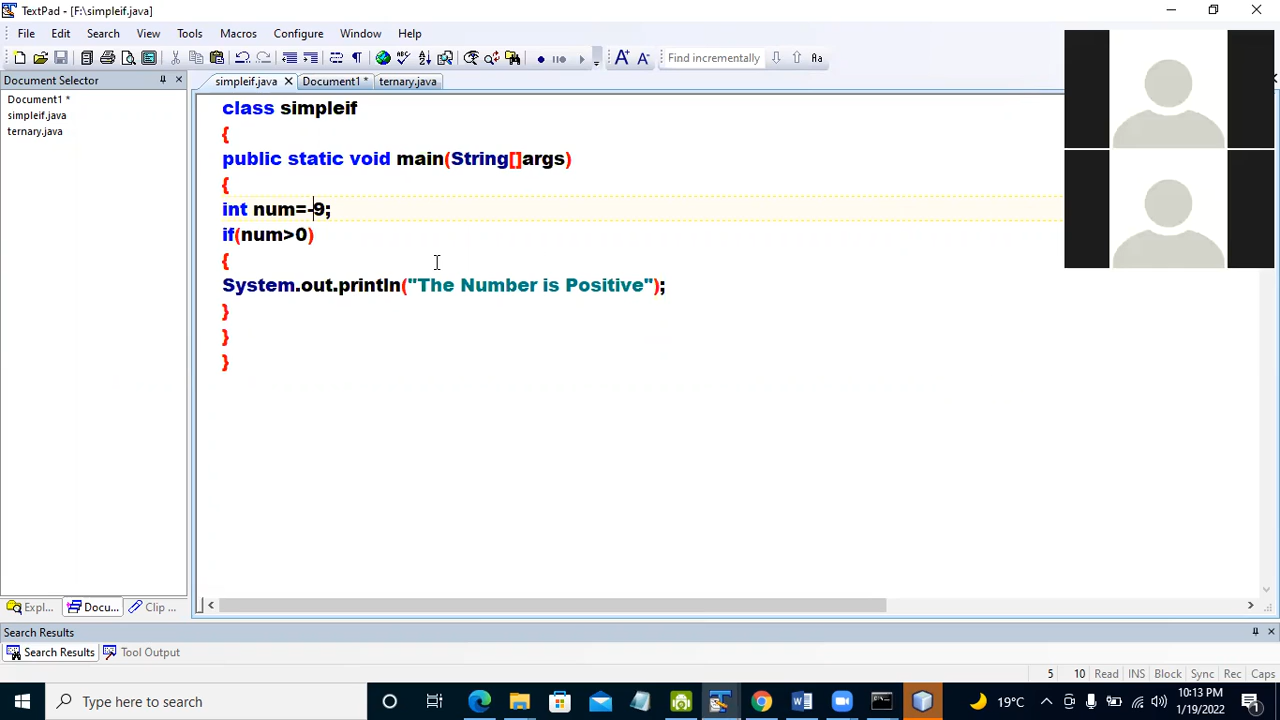 TextPad - [F:\simpleif.java]
File Edit Search View Tools Macros Configure Window Help
Find incrementally
Document Selector
Document1 *
simpleif.java
ternary.java
simpleif.java Document1 * ternary.java
class simpleif
{
public static void main(String[]args)
{
int num=-9;
if(num>0)
{
System.out.println("The Number is Positive");
}
}
}
Expl... Docu... Clip ...
Search Results
Search Results Tool Output
5 10 Read INS Block Sync Rec Caps
Type here to search
19°C
10:13 PM
1/19/2022